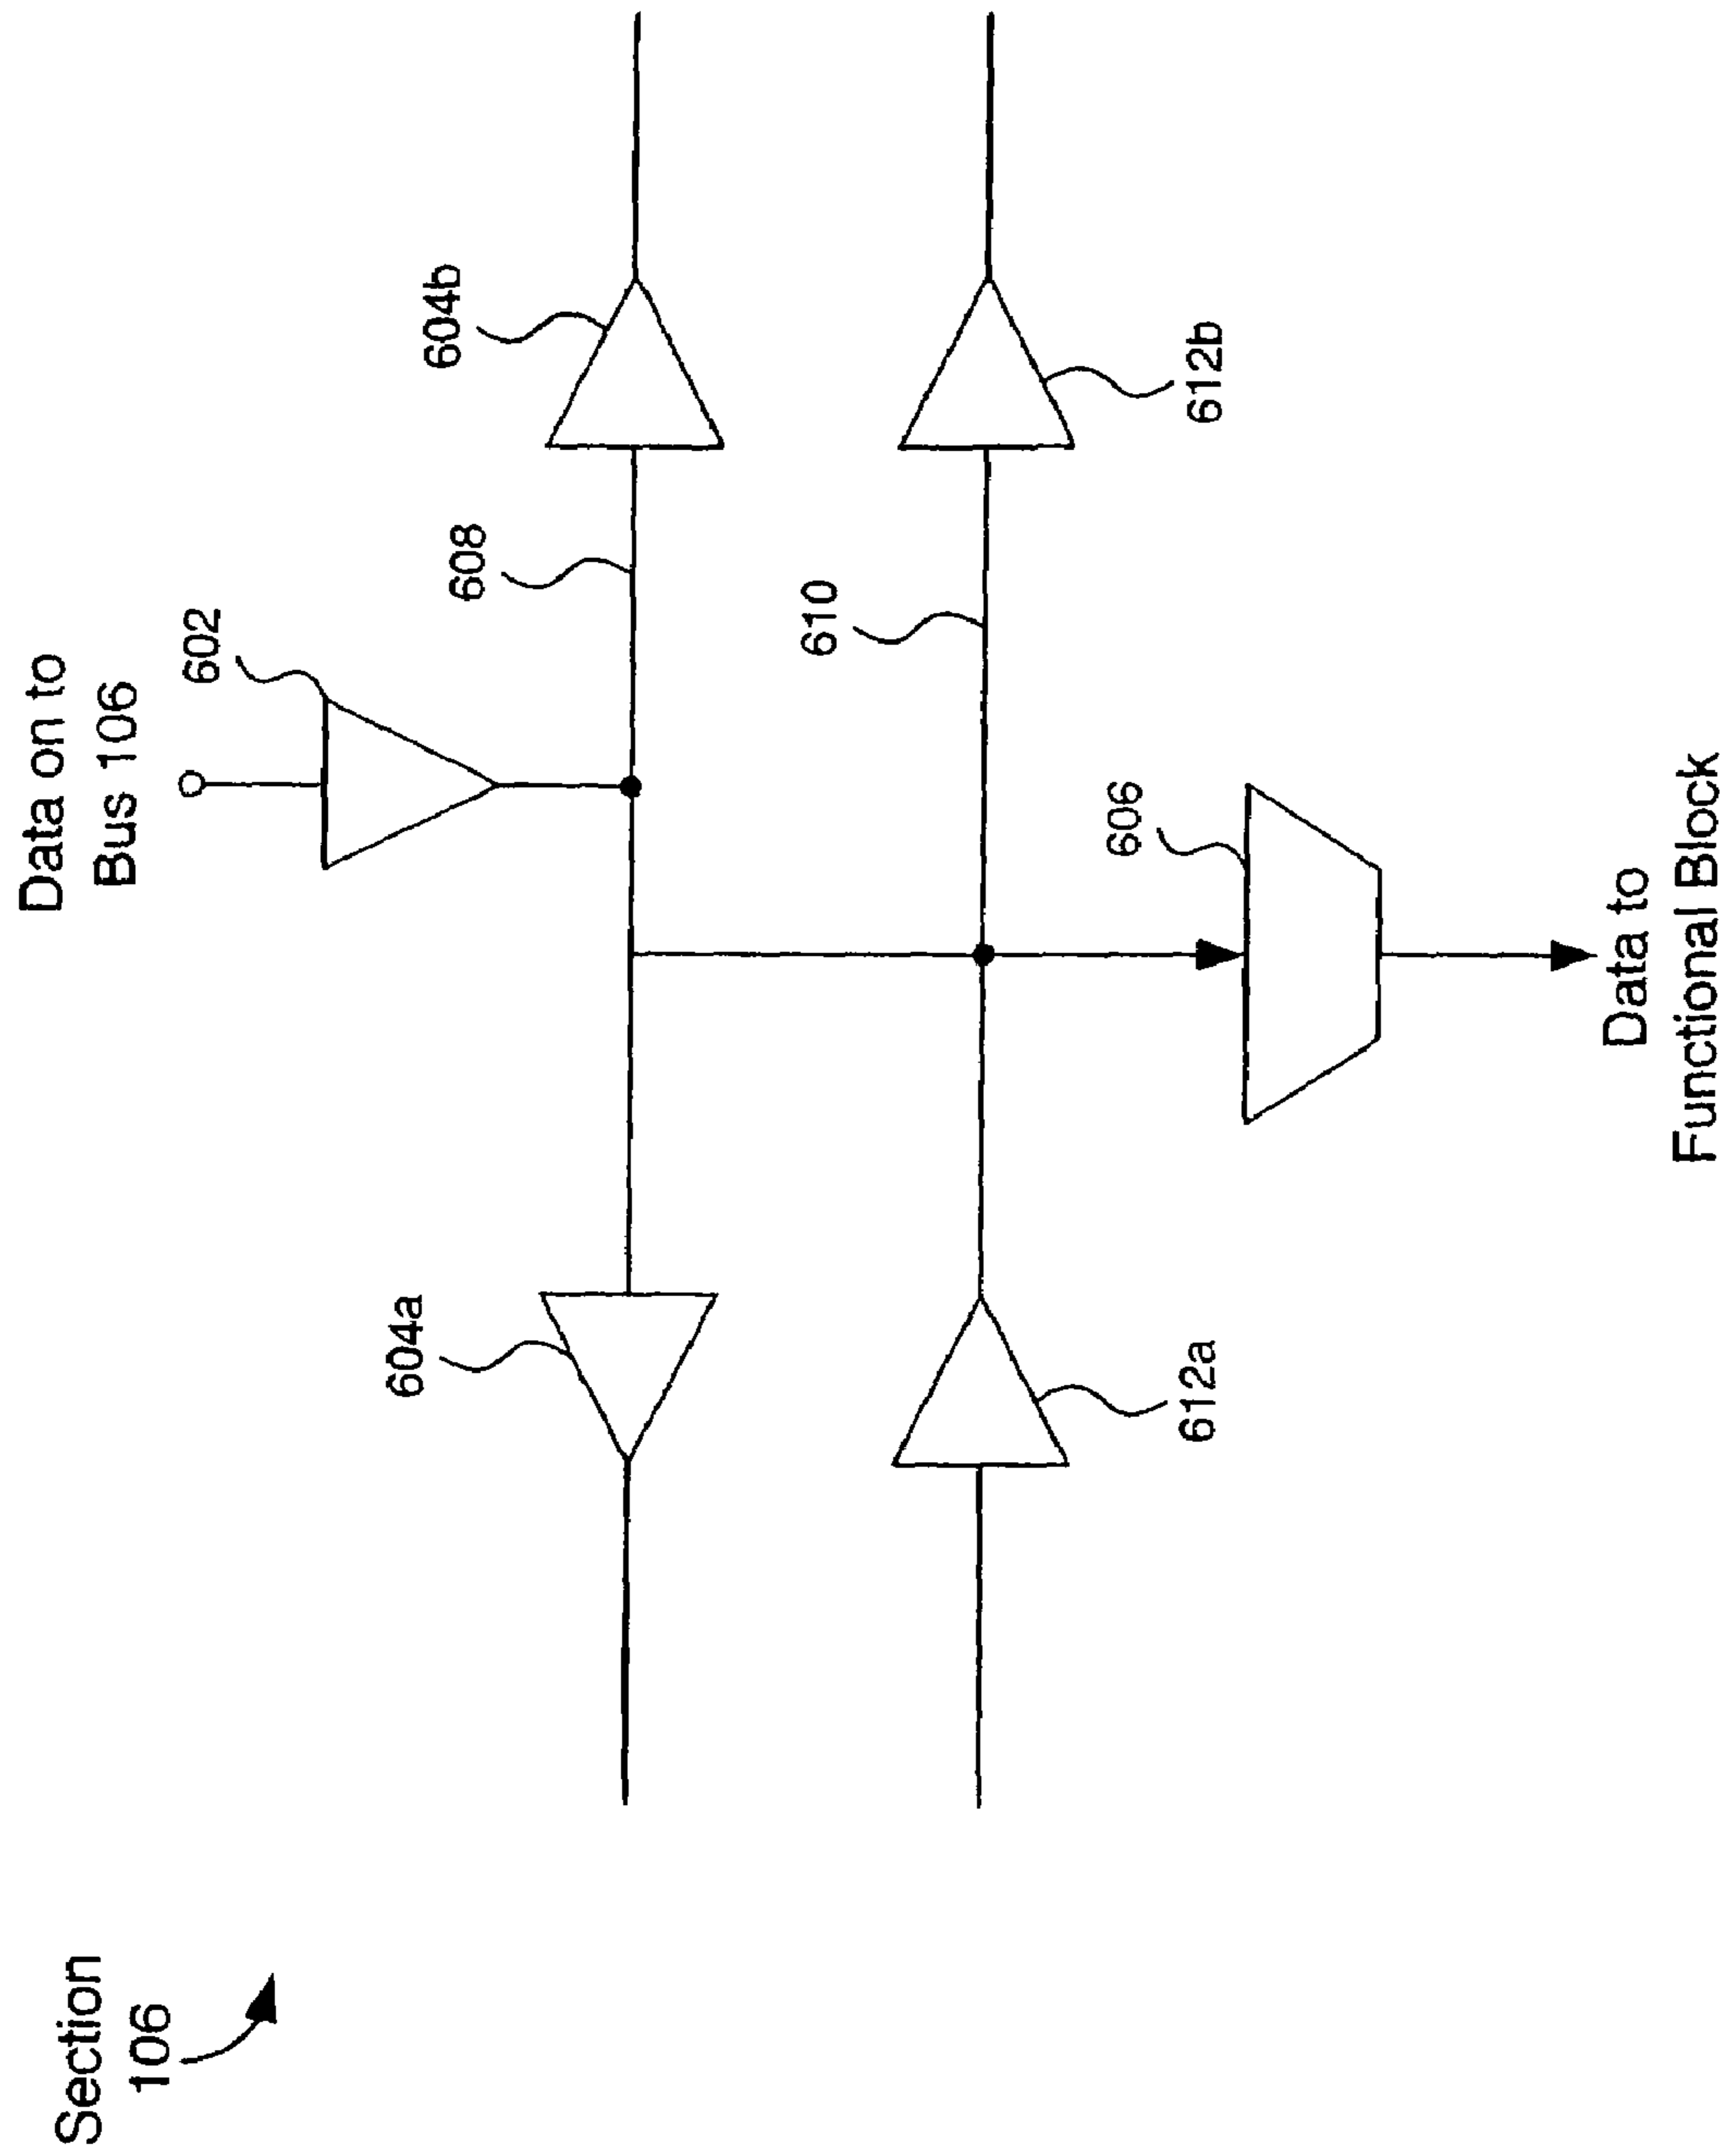 Section
106
Data on to
Bus 106
602
604a
608
604b
610
612a
612b
606
Data to
Functional Block